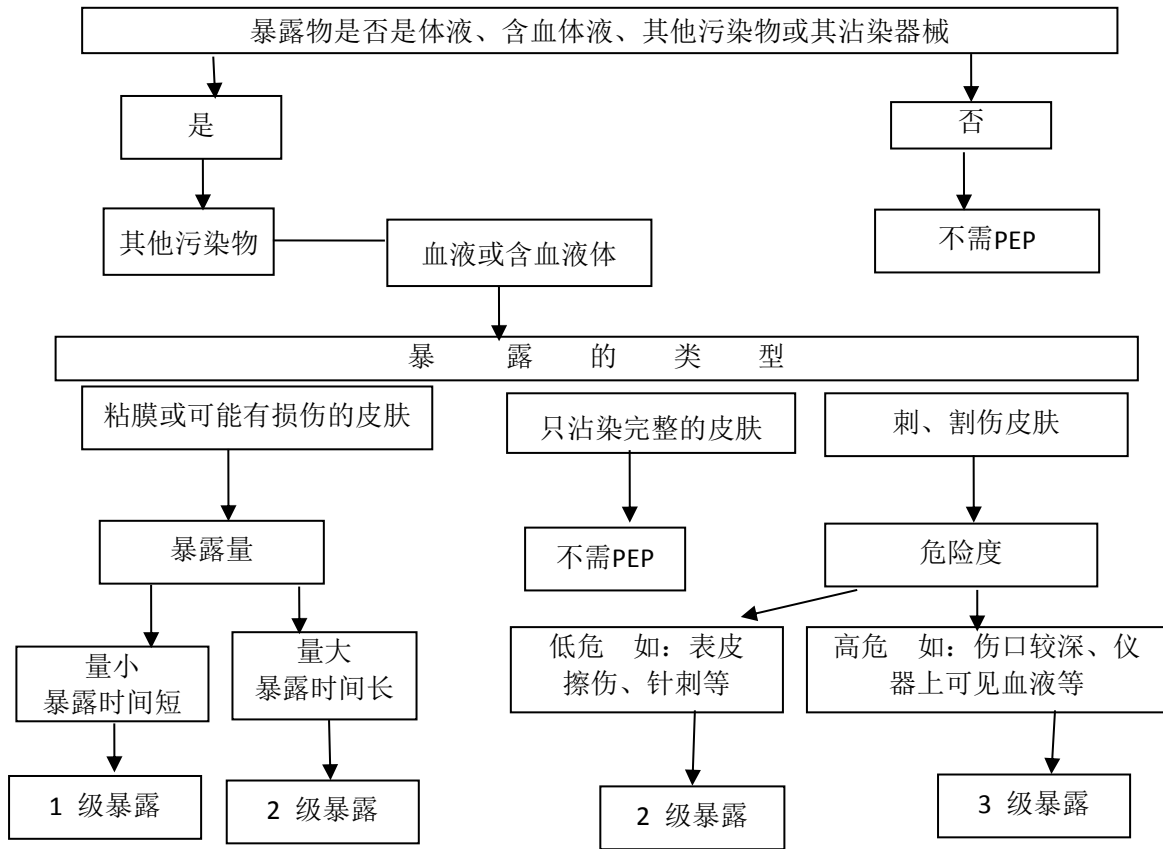 暴露物是否是体液、含血体液、其他污染物或其沾染器械
是
否
其他污染物
血液或含血液体
不需PEP
暴 露 的 类 型
粘膜或可能有损伤的皮肤
只沾染完整的皮肤
刺、割伤皮肤
暴露量
不需PEP
危险度
量小
暴露时间短
量大
暴露时间长
低危 如：表皮
擦伤、针刺等
高危 如：伤口较深、仪
器上可见血液等
1 级暴露
2 级暴露
2 级暴露
3 级暴露